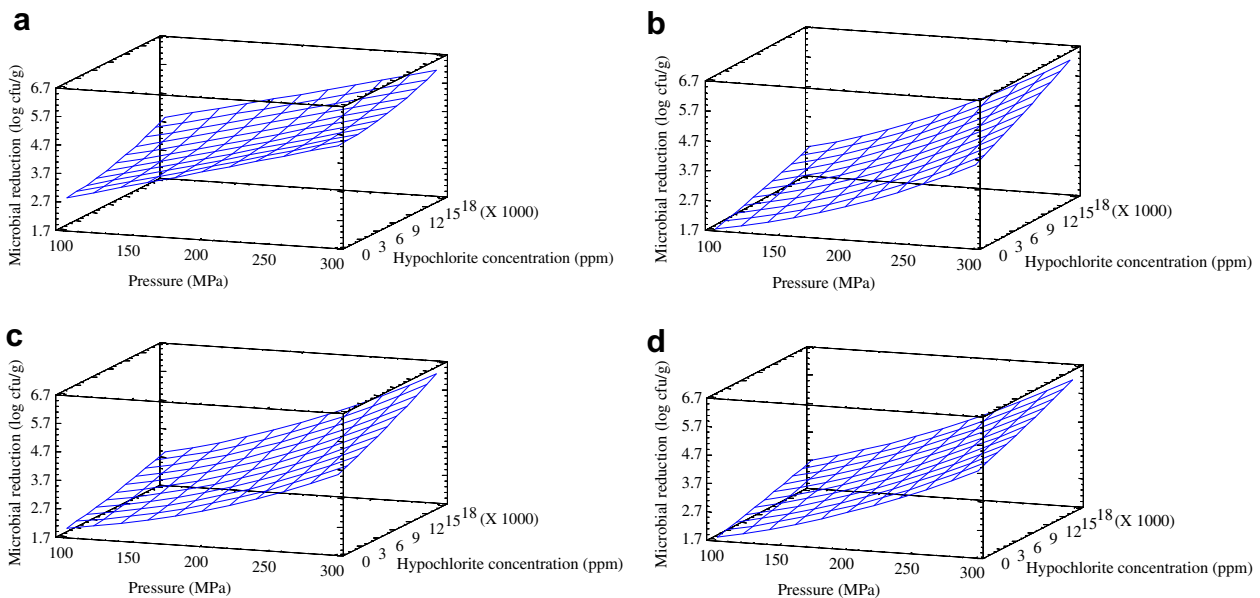 a
Microbial reduction (log cfu/g)
6.7
5.7
4.7
3.7
2.7
1.7
100
150
200
250
300
Pressure (MPa)
0 3 6 9 12 15 18 (X 1000)
Hypochlorite concentration (ppm)
b
Microbial reduction (log cfu/g)
6.7
5.7
4.7
3.7
2.7
1.7
100
150
200
250
300
Pressure (MPa)
0 3 6 9 12 15 18 (X 1000)
Hypochlorite concentration (ppm)
c
Microbial reduction (log cfu/g)
6.7
5.7
4.7
3.7
2.7
1.7
100
150
200
250
300
Pressure (MPa)
0 3 6 9 12 15 18 (X 1000)
Hypochlorite concentration (ppm)
d
Microbial reduction (log cfu/g)
6.7
5.7
4.7
3.7
2.7
1.7
100
150
200
250
300
Pressure (MPa)
0 3 6 9 12 15 18 (X 1000)
Hypochlorite concentration (ppm)